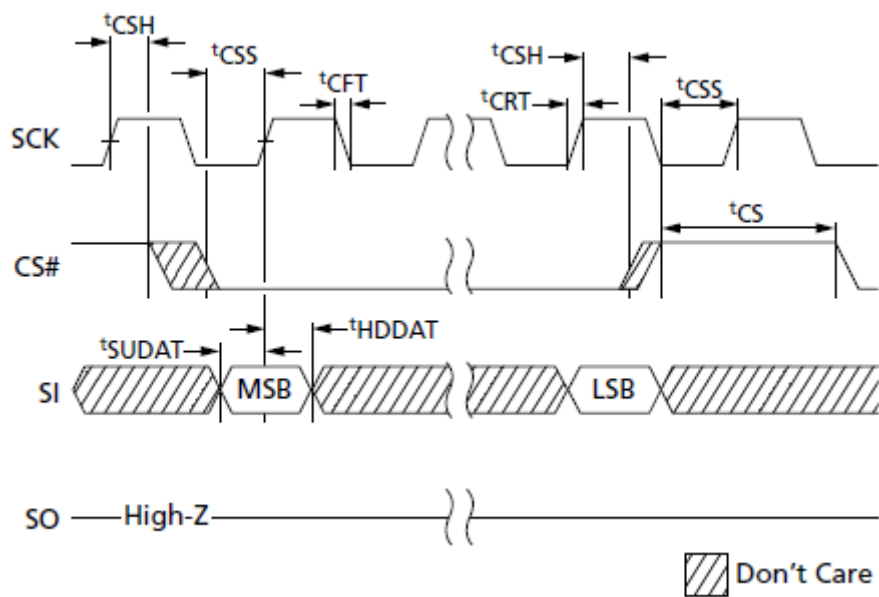 tCSH
tCSS
tCFT
tCSH
tCRT
tCSS
SCK
tCS
CS#
tSUDAT
tHDDAT
SI
MSB
LSB
SO
High-Z
Don't Care